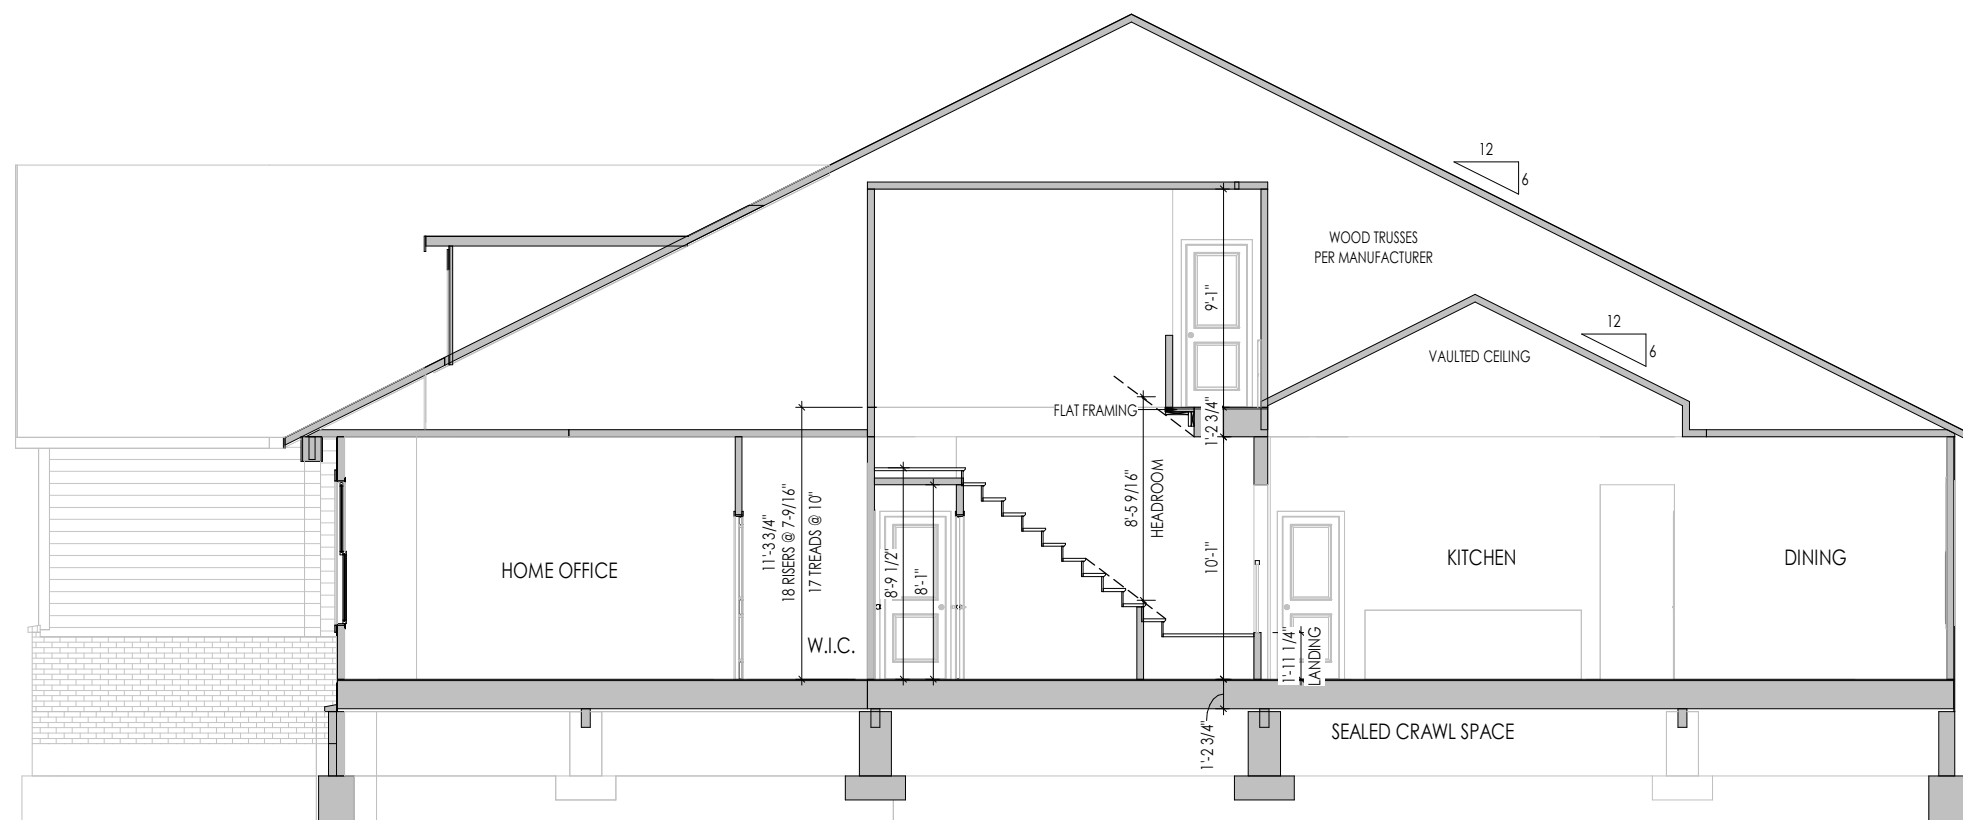 12
6
WOOD TRUSSES
PER MANUFACTURER
9'-1"
12
6
VAULTED CEILING
FLAT FRAMING
1'-2 3/4"
11'-3 3/4"
18 RISERS @ 7-9/16"
17 TREADS @ 10"
8'-9 1/2"
8'-1"
8'-5 9/16"
HEADROOM
10'-1"
HOME OFFICE
KITCHEN
DINING
W.I.C.
1'-11 1/4"
LANDING
1'-2 3/4"
SEALED CRAWL SPACE